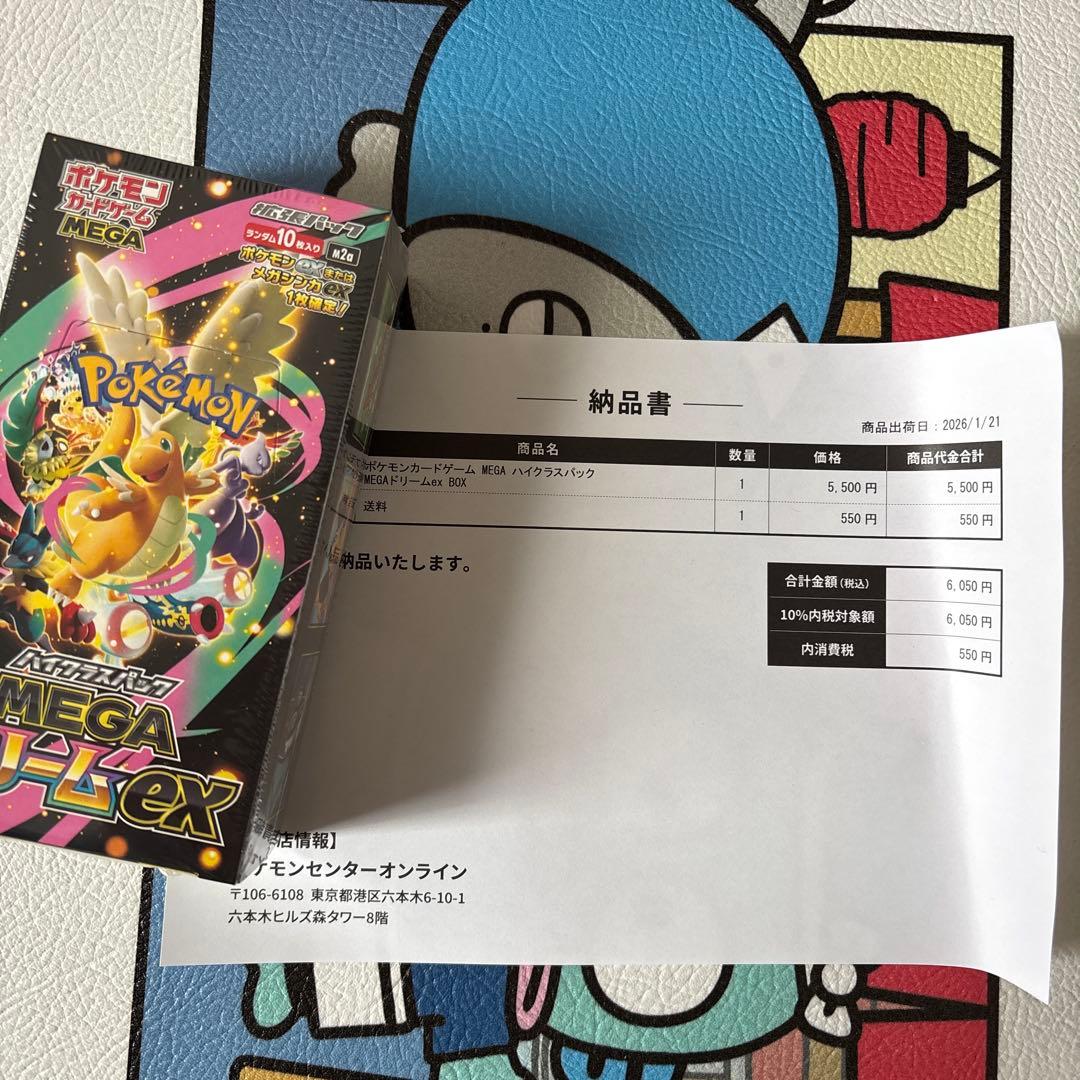 ポケモン
カードゲーム
MEGA
拡張パック
ランダム10枚入り
M2a
ポケモンexまたは
メガシンカex
1枚確定!
POKéMON
ハイクラスパック
MEGA
ドリームex
納品書
商品出荷日:2026/1/21
商品名 数量 価格 商品代金合計
ポケモンカードゲーム MEGA ハイクラスパック
MEGAドリームex BOX 1 5,500円 5,500円
送料 1 550円 550円
納品いたします。
合計金額(税込) 6,050円
10%内税対象額 6,050円
内消費税 550円
店情報】
ケモンセンターオンライン
〒106-6108 東京都港区六本木6-10-1
六本木ヒルズ森タワー8階